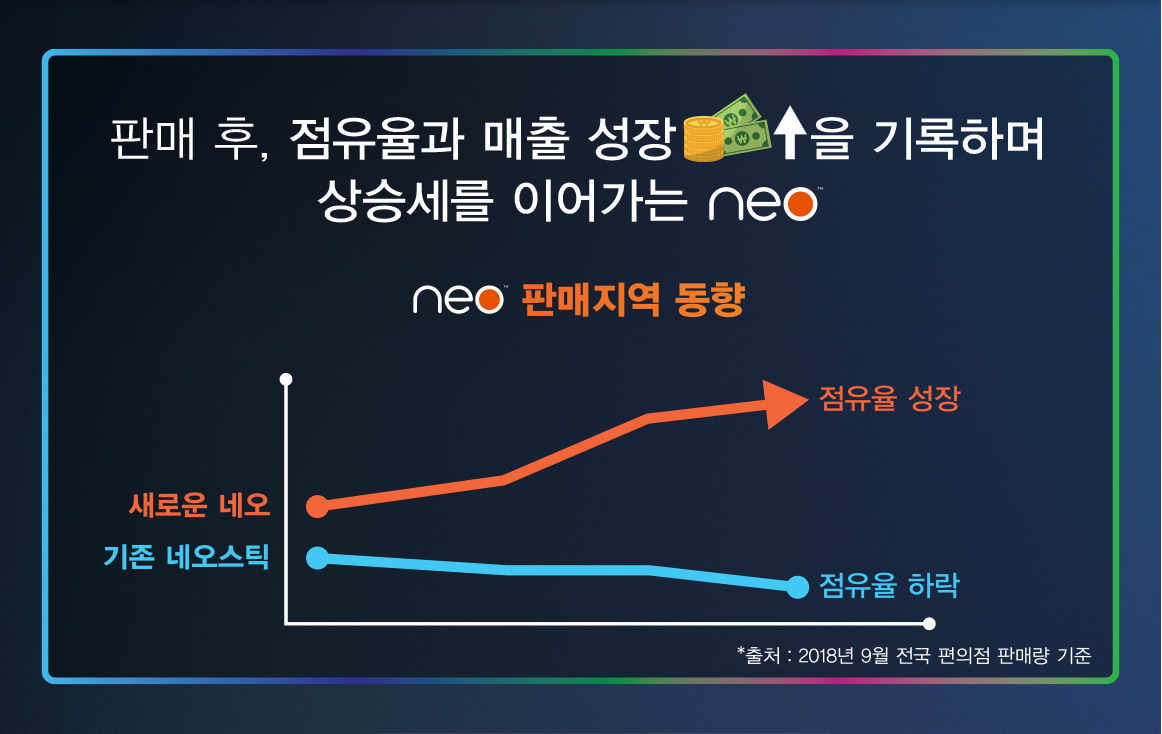 판매 후, 점유율과 매출 성장을 기록하며
상승세를 이어가는 neo™
neo™ 판매지역 동향
점유율 성장
새로운 네오
기존 네오스틱
점유율 하락
*출처 : 2018년 9월 전국 편의점 판매량 기준